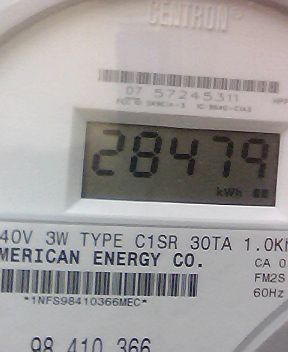 CENTRON®
07 57245311
28479
kWh
40V 3W TYPE C1SR 30TA 1.0Kh
MERICAN ENERGY CO.
CA 0
FM2S
*1NFS98410366MEC*
60Hz
98 410 366